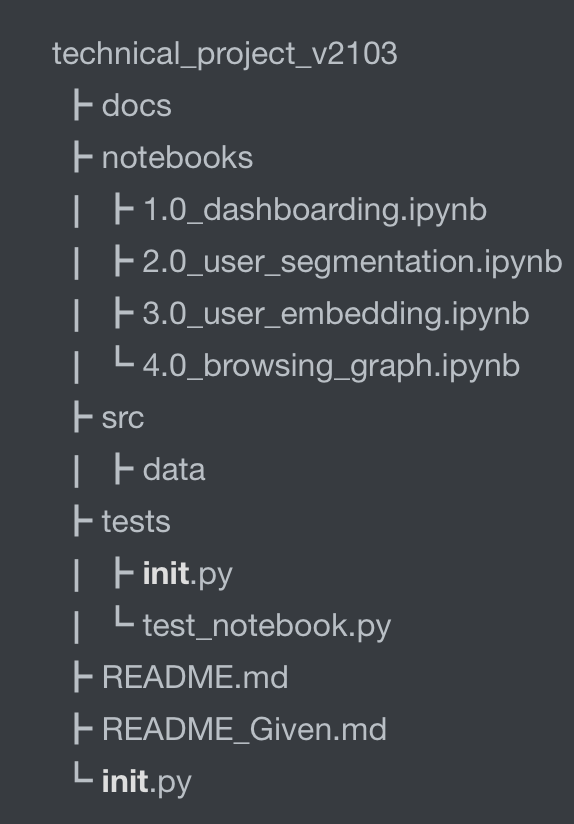 technical_project_v2103
├ docs
├ notebooks
| ├ 1.0_dashboarding.ipynb
| ├ 2.0_user_segmentation.ipynb
| ├ 3.0_user_embedding.ipynb
| └ 4.0_browsing_graph.ipynb
├ src
| ├ data
├ tests
| ├ init.py
| └ test_notebook.py
├ README.md
├ README_Given.md
└ init.py